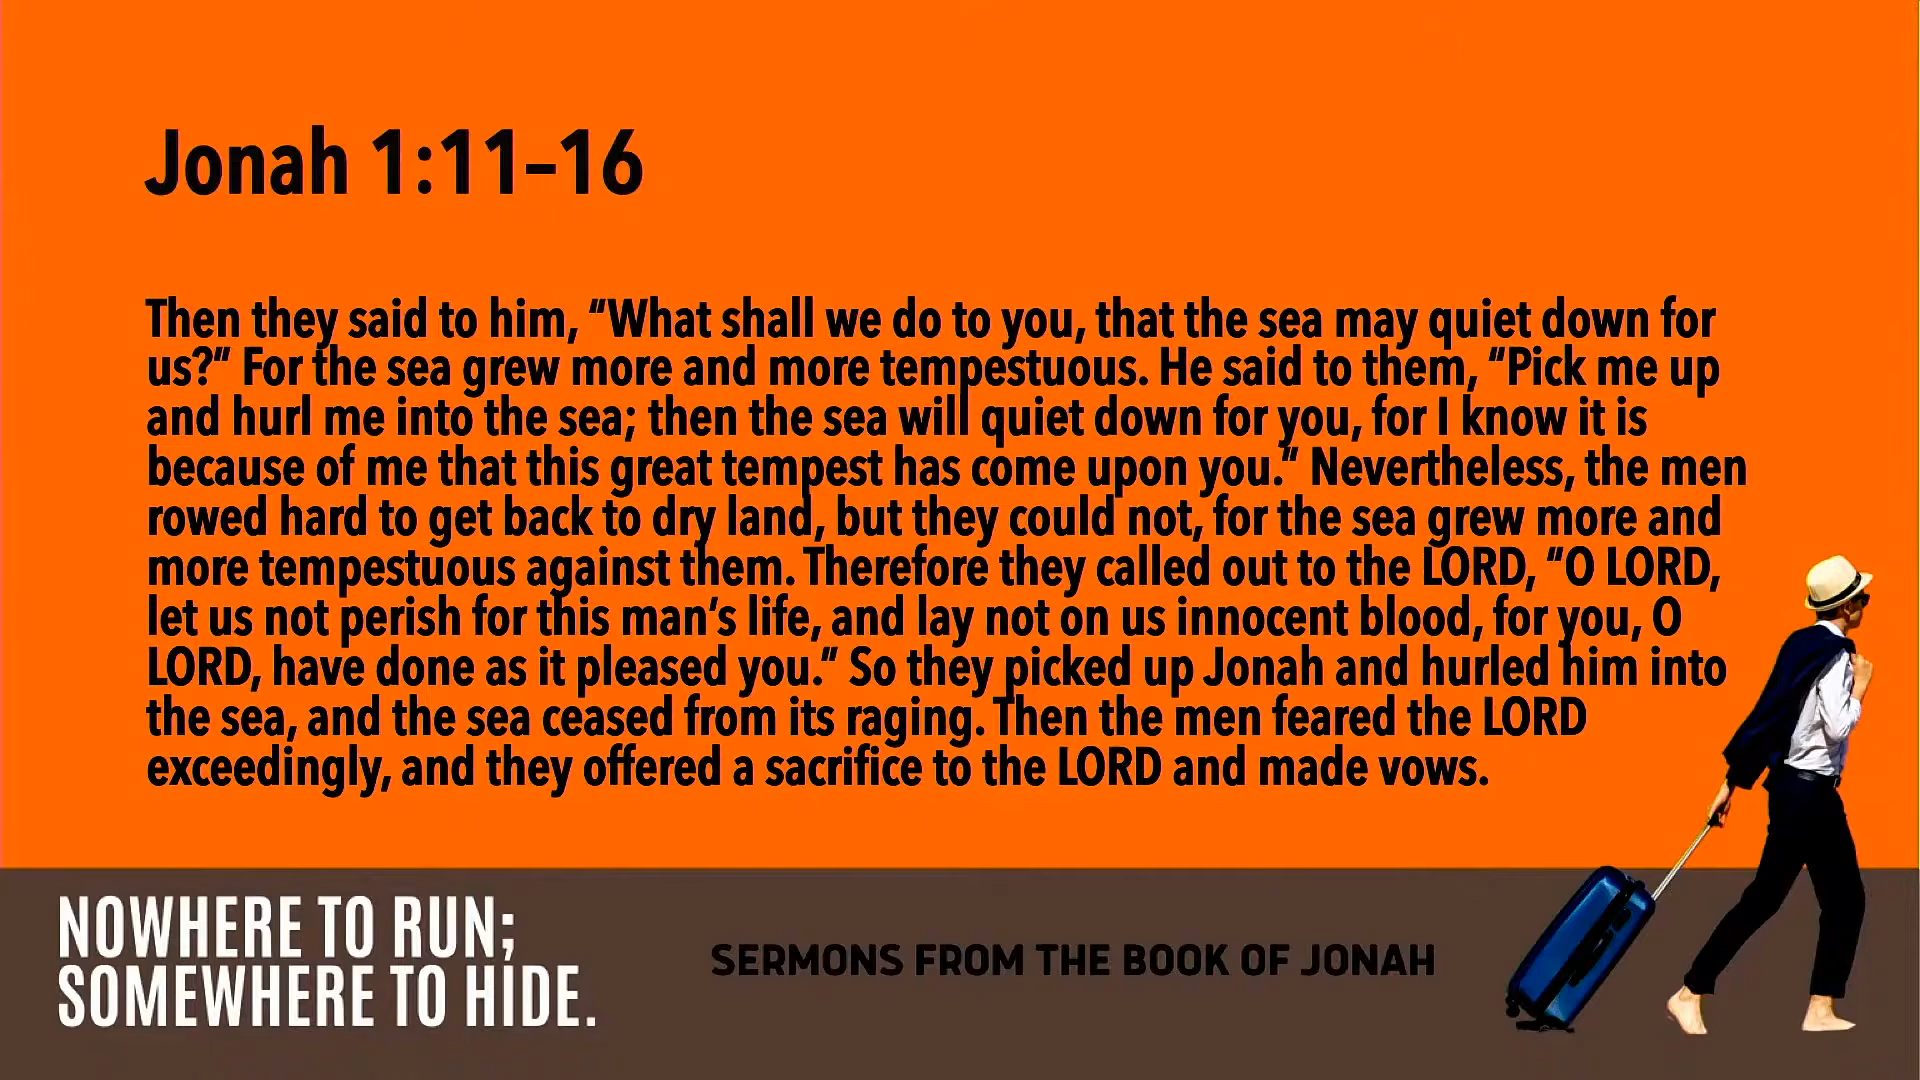 Jonah 1:11–16
Then they said to him, “What shall we do to you, that the sea may quiet down for
us?” For the sea grew more and more tempestuous. He said to them, “Pick me up
and hurl me into the sea; then the sea will quiet down for you, for I know it is
because of me that this great tempest has come upon you.” Nevertheless, the men
rowed hard to get back to dry land, but they could not, for the sea grew more and
more tempestuous against them. Therefore they called out to the LORD, “O LORD,
let us not perish for this man’s life, and lay not on us innocent blood, for you, O
LORD, have done as it pleased you.” So they picked up Jonah and hurled him into
the sea, and the sea ceased from its raging. Then the men feared the LORD
exceedingly, and they offered a sacrifice to the LORD and made vows.
NOWHERE TO RUN;
SOMEWHERE TO HIDE.
SERMONS FROM THE BOOK OF JONAH